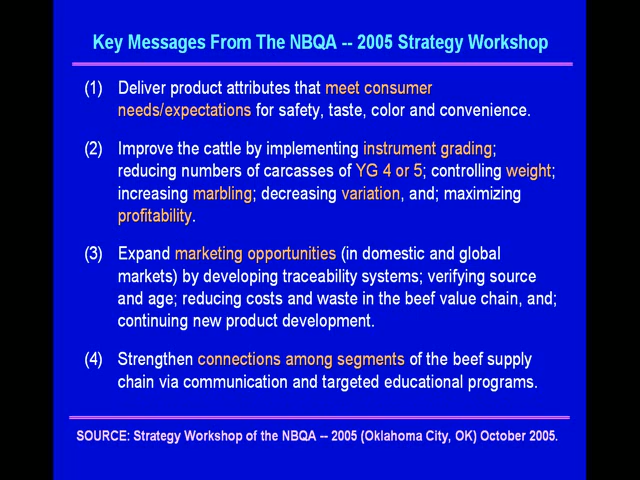 Key Messages From The NBQA -- 2005 Strategy Workshop
(1) Deliver product attributes that meet consumer
needs/expectations for safety, taste, color and convenience.
(2) Improve the cattle by implementing instrument grading;
reducing numbers of carcasses of YG 4 or 5; controlling weight;
increasing marbling; decreasing variation, and; maximizing
profitability.
(3) Expand marketing opportunities (in domestic and global
markets) by developing traceability systems; verifying source
and age; reducing costs and waste in the beef value chain, and;
continuing new product development.
(4) Strengthen connections among segments of the beef supply
chain via communication and targeted educational programs.
SOURCE: Strategy Workshop of the NBQA -- 2005 (Oklahoma City, OK) October 2005.